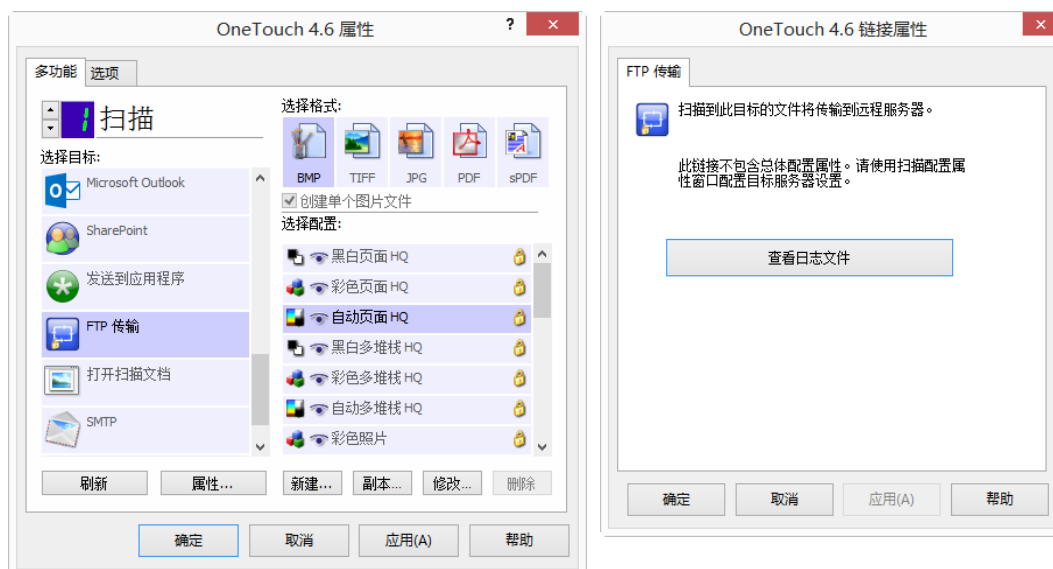 OneTouch 4.6 属性
?
多功能
选项
1
扫描
选择目标:
Microsoft Outlook
SharePoint
发送到应用程序
FTP 传输
打开扫描文档
SMTP
刷新
属性...
选择格式:
BMP
TIFF
JPG
PDF
sPDF
创建单个图片文件
选择配置:
黑白页面 HQ
彩色页面 HQ
自动页面 HQ
黑白多堆栈 HQ
彩色多堆栈 HQ
自动多堆栈 HQ
彩色照片
新建...
副本...
修改...
删除
确定
取消
应用(A)
帮助
OneTouch 4.6 链接属性
FTP 传输
扫描到此目标的文件将传输到远程服务器。
此链接不包含总体配置属性。请使用扫描配置属
性窗口配置目标服务器设置。
查看日志文件
确定
取消
应用(A)
帮助